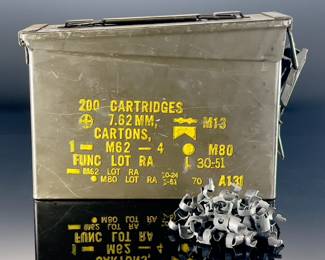 200 CARTRIDGES
7.62 MM,
M13
CARTONS,
1 — M62 — 4
M80
FUNC LOT RA
L 30-51
M62 LOT RA
M80 LOT RA
70 A131